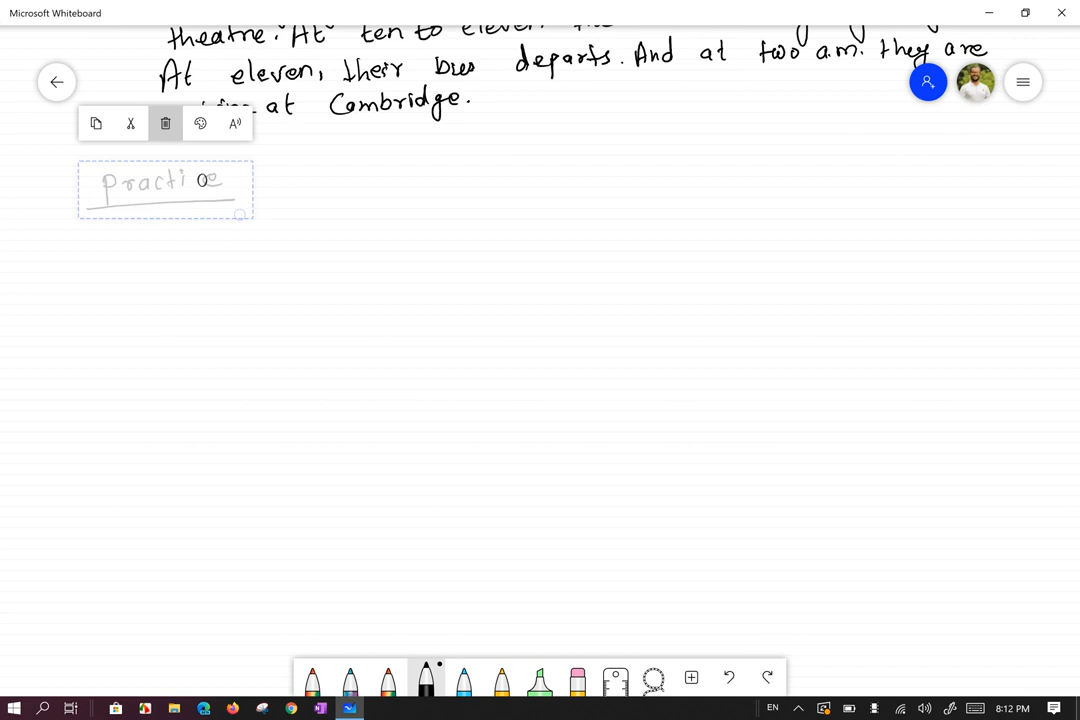 Microsoft Whiteboard
theatre. At ten to eleven
At eleven, their bus departs. And at two a.m. they are
at Cambridge.
Practi e
EN
8:12 PM